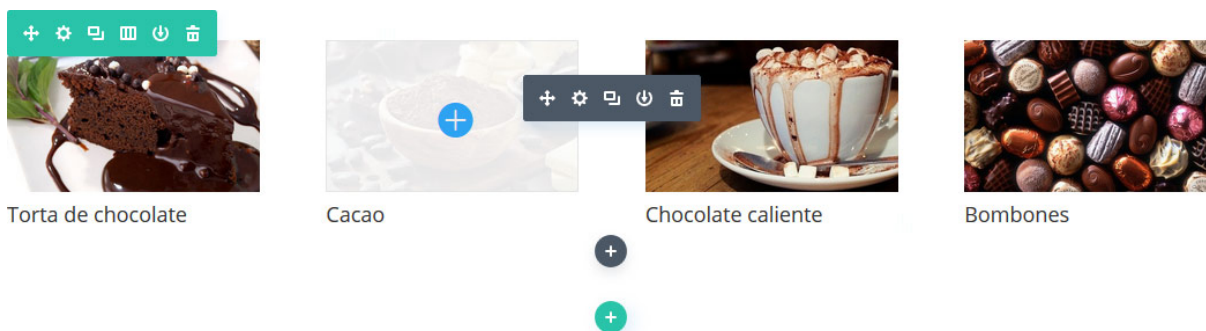 Torta de chocolate
Cacao
Chocolate caliente
Bombones